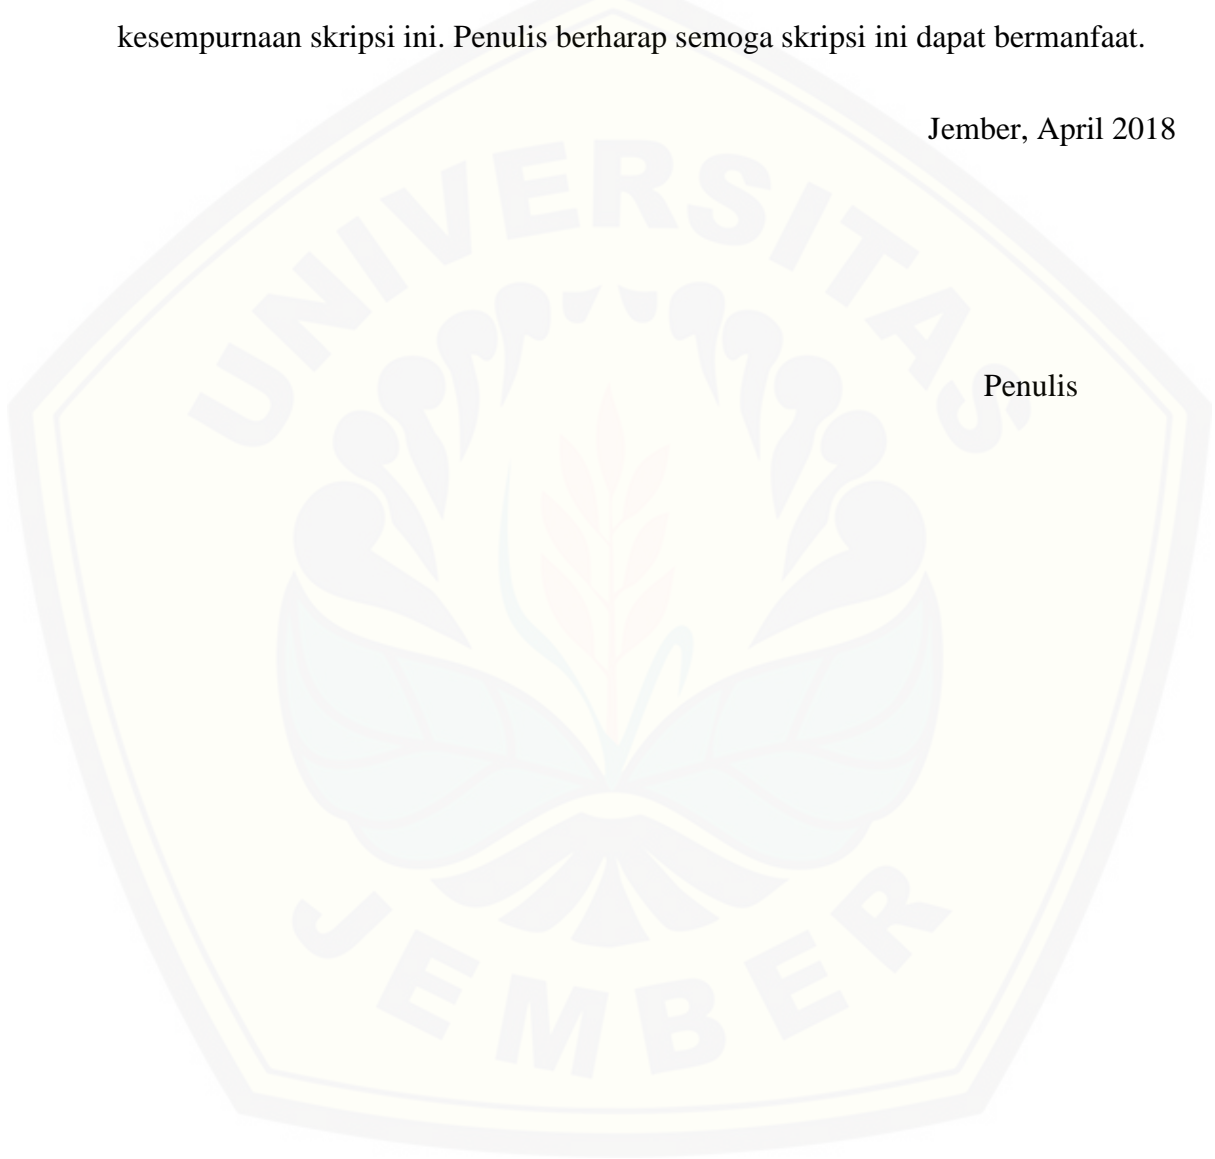 kesempurnaan skripsi ini. Penulis berharap semoga skripsi ini dapat bermanfaat.
Jember, April 2018
UNIVERSITAS
Penulis
JEMBER